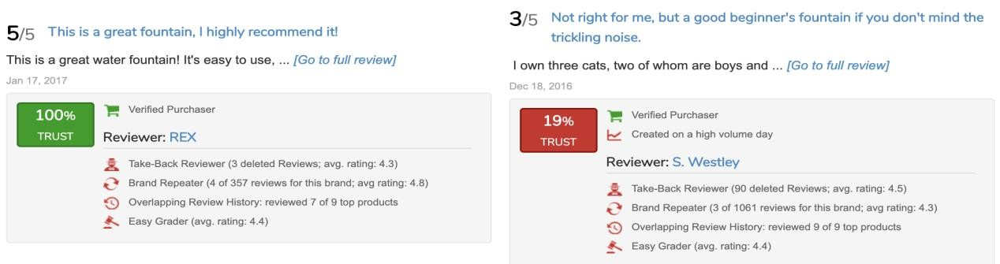 5/5 This is a great fountain, I highly recommend it!
This is a great water fountain! It's easy to use, ... [Go to full review]
Jan 17, 2017
100%
TRUST
Verified Purchaser
Reviewer: REX
Take-Back Reviewer (3 deleted Reviews; avg. rating: 4.3)
Brand Repeater (4 of 357 reviews for this brand; avg rating: 4.8)
Overlapping Review History: reviewed 7 of 9 top products
Easy Grader (avg. rating: 4.4)
3/5 Not right for me, but a good beginner's fountain if you don't mind the
trickling noise.
I own three cats, two of whom are boys and ... [Go to full review]
Dec 18, 2016
19%
TRUST
Verified Purchaser
Created on a high volume day
Reviewer: S. Westley
Take-Back Reviewer (90 deleted Reviews; avg. rating: 4.5)
Brand Repeater (3 of 1061 reviews for this brand; avg rating: 4.3)
Overlapping Review History: reviewed 9 of 9 top products
Easy Grader (avg. rating: 4.4)